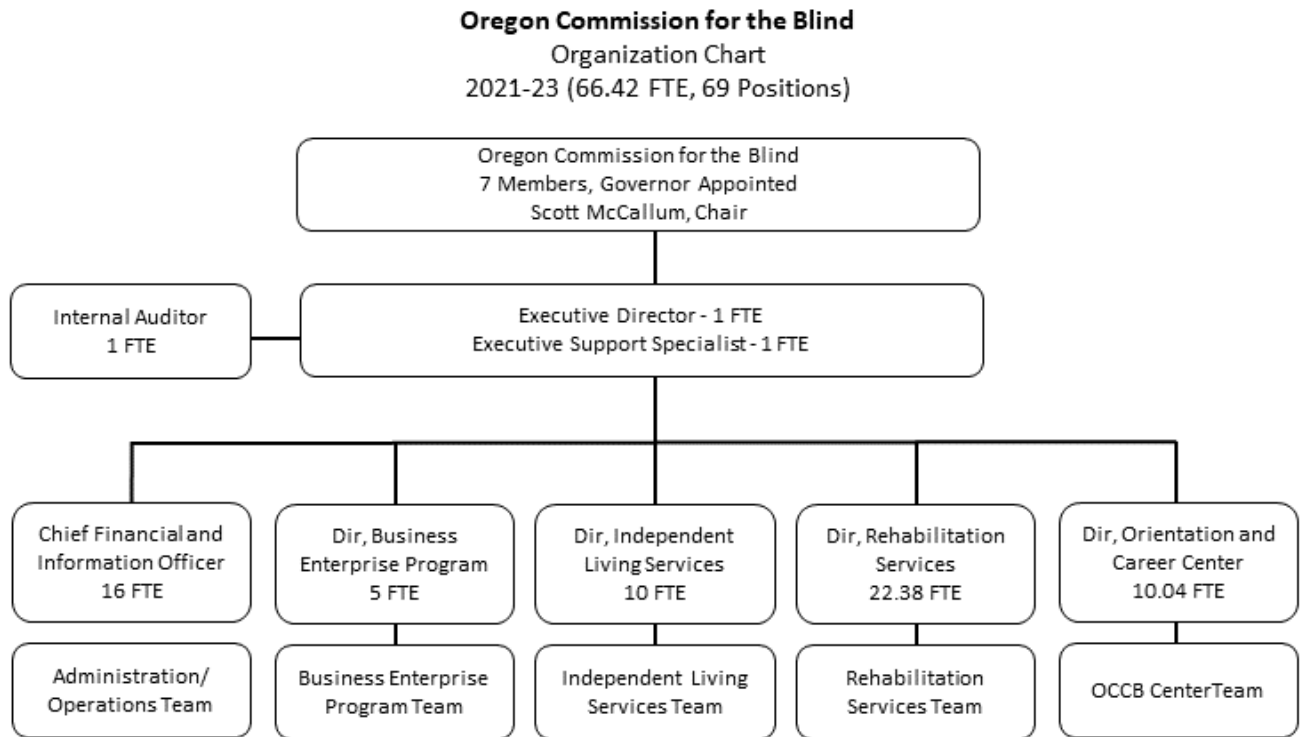 Oregon Commission for the Blind
Organization Chart
2021-23 (66.42 FTE, 69 Positions)
Oregon Commission for the Blind
7 Members, Governor Appointed
Scott McCallum, Chair
Internal Auditor
1 FTE
Executive Director - 1 FTE
Executive Support Specialist - 1 FTE
Chief Financial and
Information Officer
16 FTE
Dir, Business
Enterprise Program
5 FTE
Dir, Independent
Living Services
10 FTE
Dir, Rehabilitation
Services
22.38 FTE
Dir, Orientation and
Career Center
10.04 FTE
Administration/
Operations Team
Business Enterprise
Program Team
Independent Living
Services Team
Rehabilitation
Services Team
OCCB CenterTeam